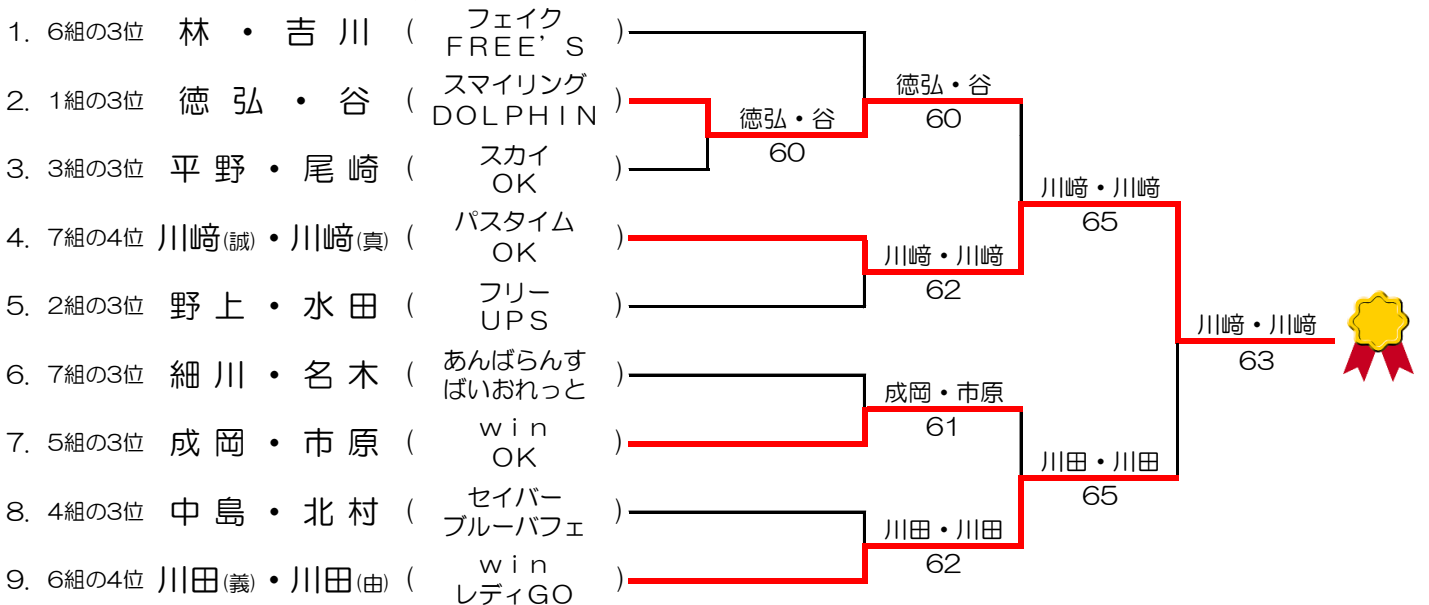 1. 6組の3位 林・吉川 ( フェイク FREE'S )
2. 1組の3位 徳弘・谷 ( スマイリング DOLPHIN )
3. 3組の3位 平野・尾崎 ( スカイ OK )
4. 7組の4位 川﨑(誠)・川﨑(真) ( パスタイム OK )
5. 2組の3位 野上・水田 ( フリー UPS )
6. 7組の3位 細川・名木 ( あんばらんす ばいおれっと )
7. 5組の3位 成岡・市原 ( win OK )
8. 4組の3位 中島・北村 ( セイバー ブルーバフェ )
9. 6組の4位 川田(義)・川田(由) ( win レディGO )
徳弘・谷
60
徳弘・谷
60
川﨑・川﨑
62
成岡・市原
61
川田・川田
62
川﨑・川﨑
65
川田・川田
65
川﨑・川﨑
63